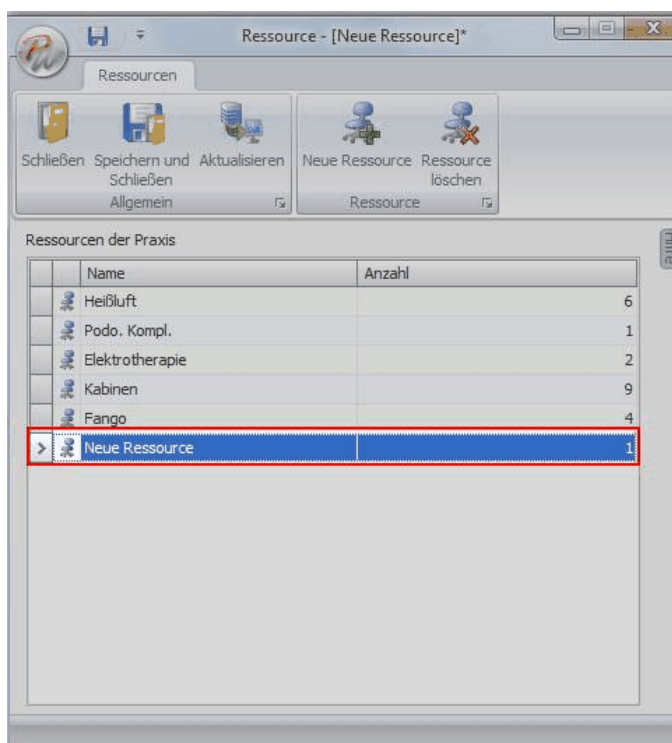 Ressource - [Neue Ressource]*
Ressourcen
Schließen Speichern und Schließen Aktualisieren Neue Ressource Ressource löschen
Allgemein Ressource
Ressourcen der Praxis
Hilfe
Name Anzahl
Heißluft 6
Podo. Kompl. 1
Elektrotherapie 2
Kabinen 9
Fango 4
Neue Ressource 1